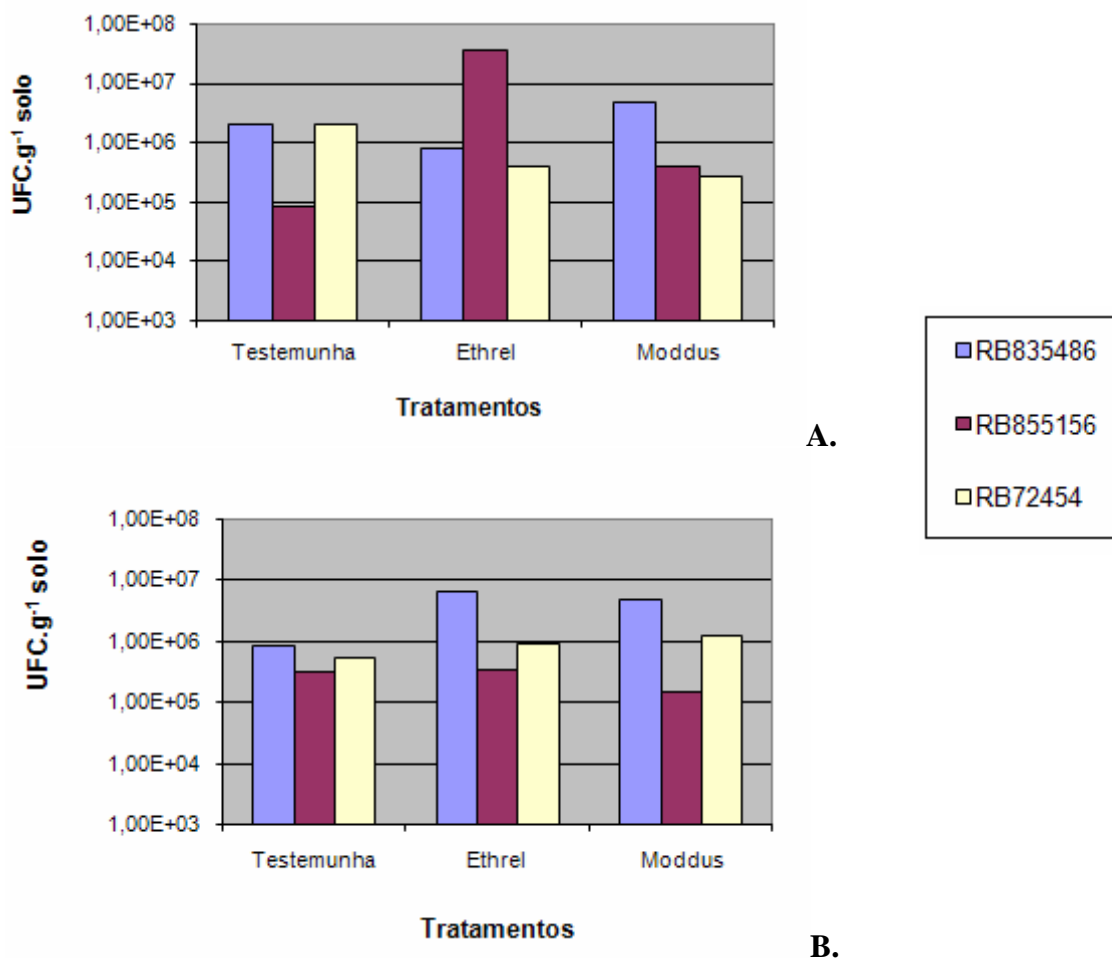 UFC.g⁻¹ solo
1,00E+08
1,00E+07
1,00E+06
1,00E+05
1,00E+04
1,00E+03
Testemunha Ethrel Moddus
Tratamentos
A.
RB835486
RB855156
RB72454
UFC.g⁻¹ solo
1,00E+08
1,00E+07
1,00E+06
1,00E+05
1,00E+04
1,00E+03
Testemunha Ethrel Moddus
Tratamentos
B.